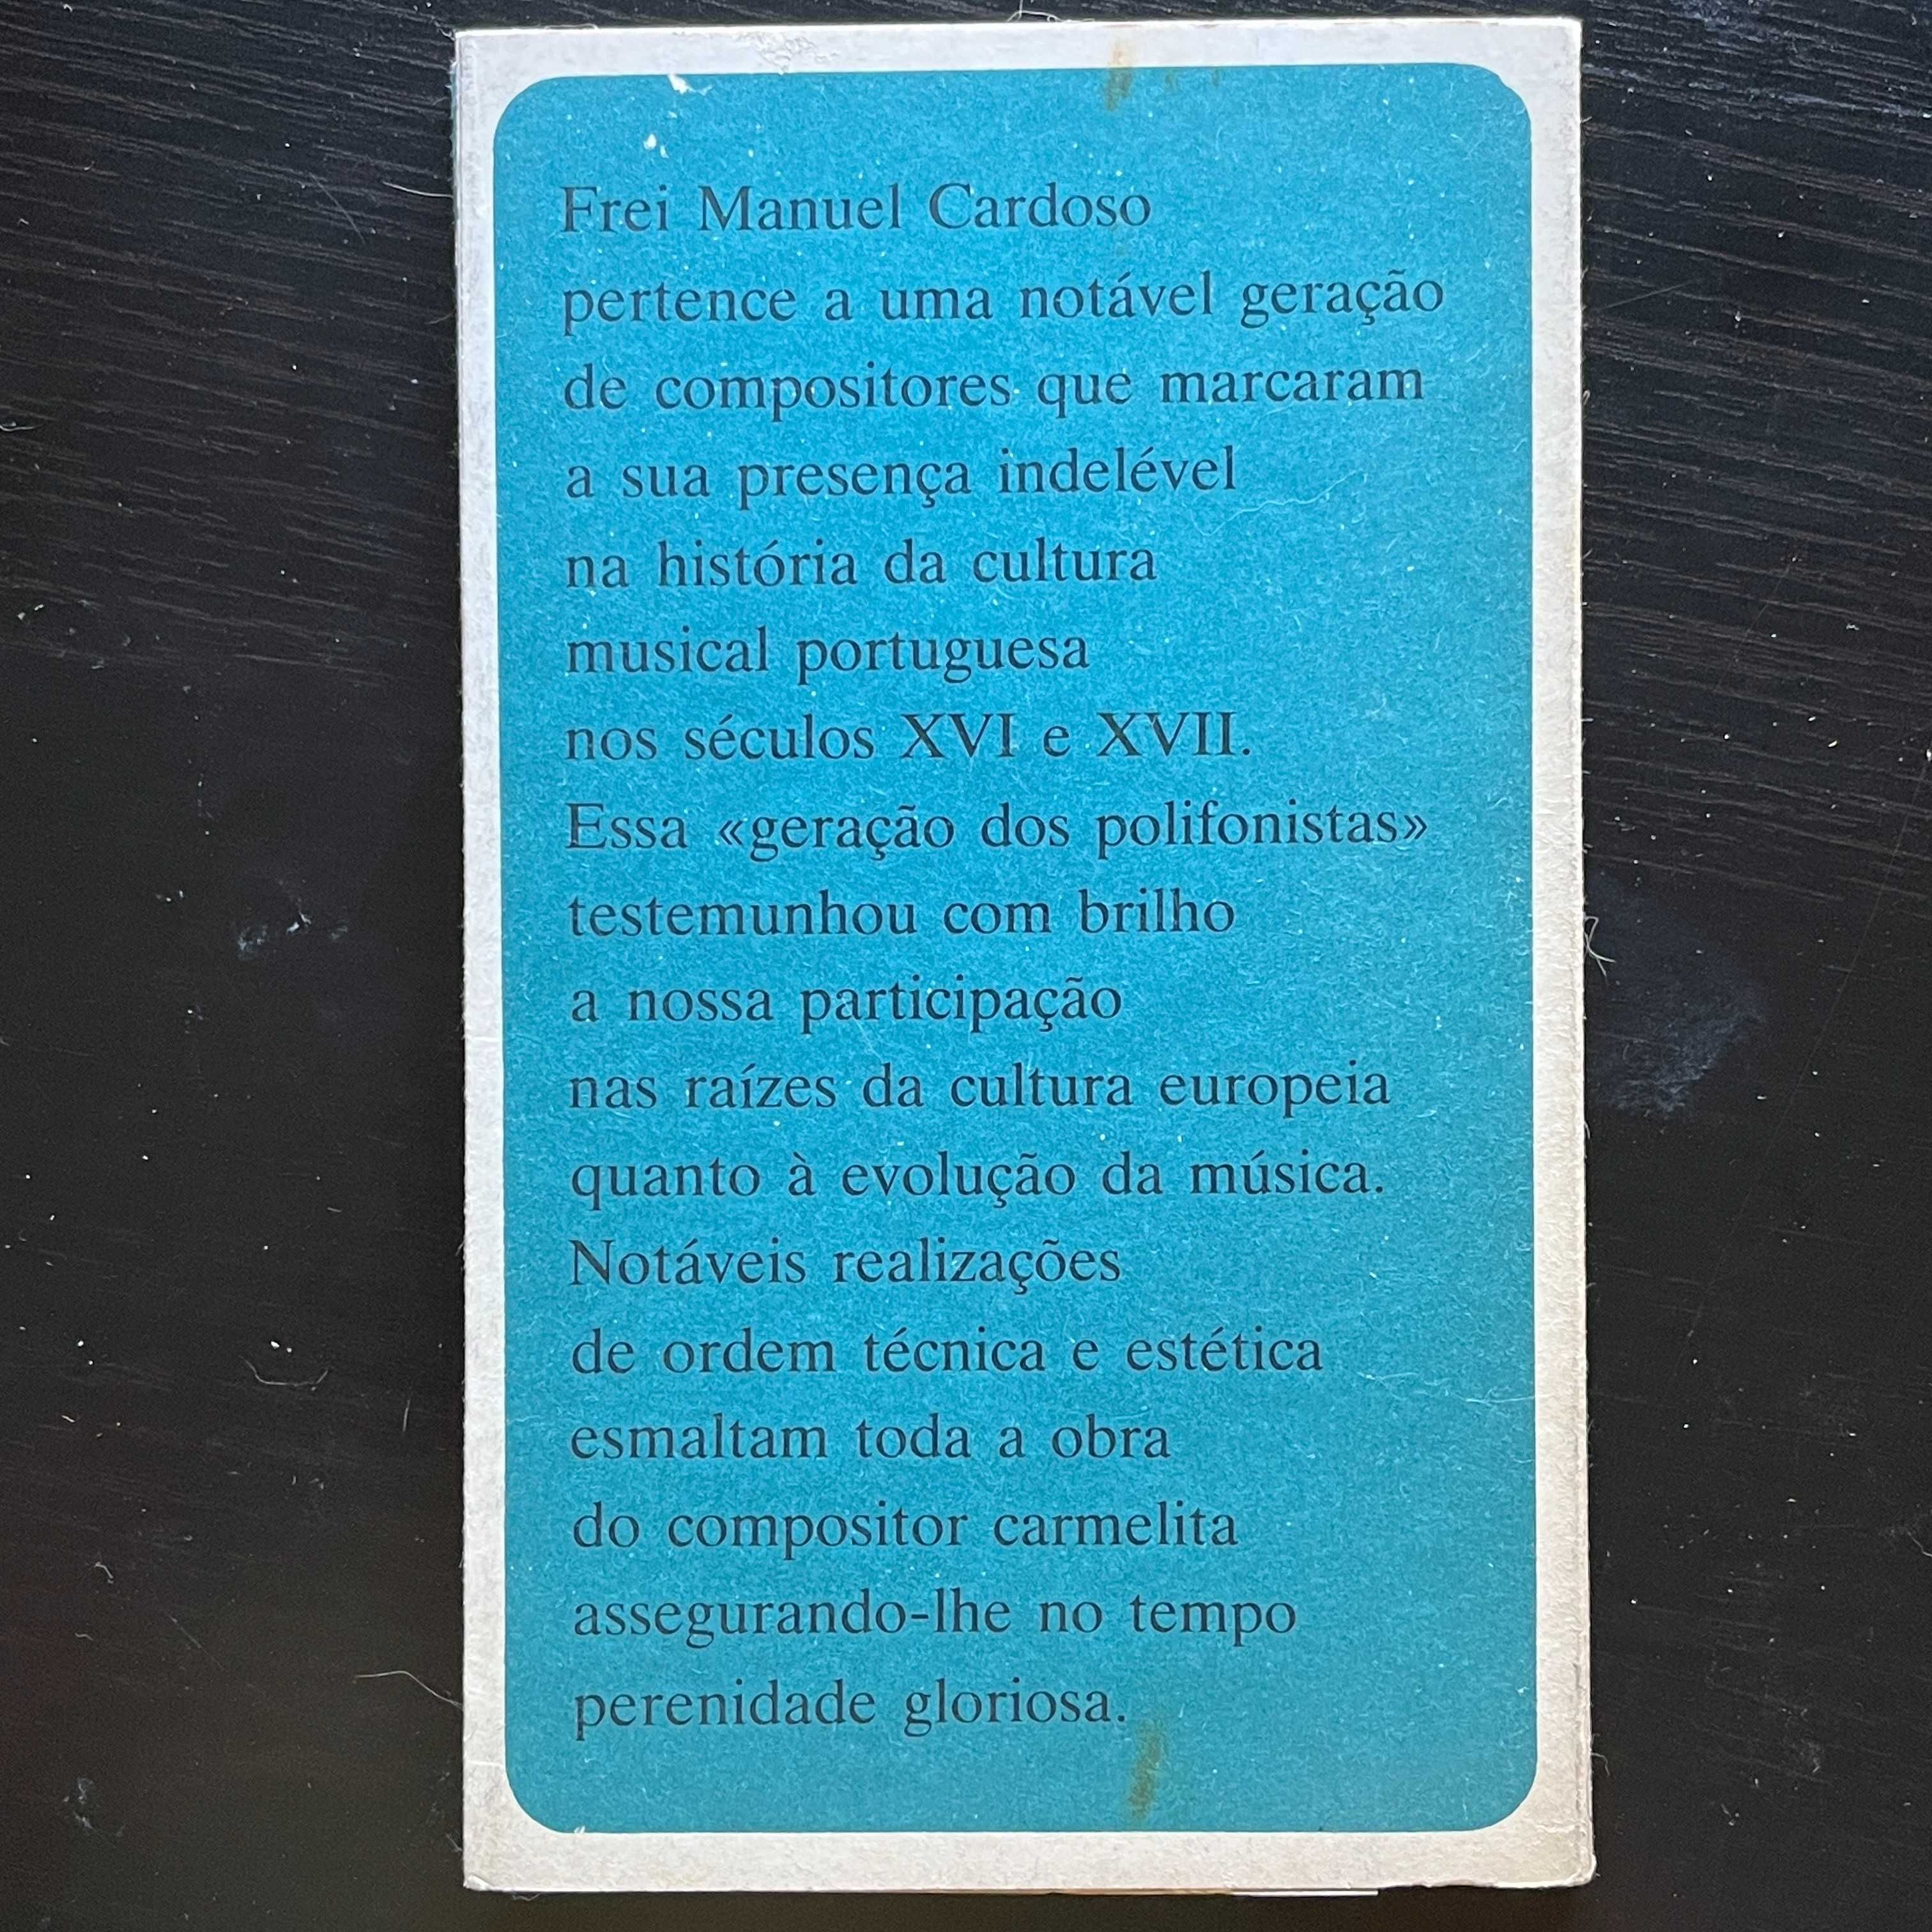 Frei Manuel Cardoso
pertence a uma notável geração
de compositores que marcaram
a sua presença indelével
na história da cultura
musical portuguesa
nos séculos XVI e XVII.
Essa «geração dos polifonistas»
testemunhou com brilho
a nossa participação
nas raízes da cultura europeia
quanto à evolução da música.
Notáveis realizações
de ordem técnica e estética
esmaltam toda a obra
do compositor carmelita
assegurando-lhe no tempo
perenidade gloriosa.